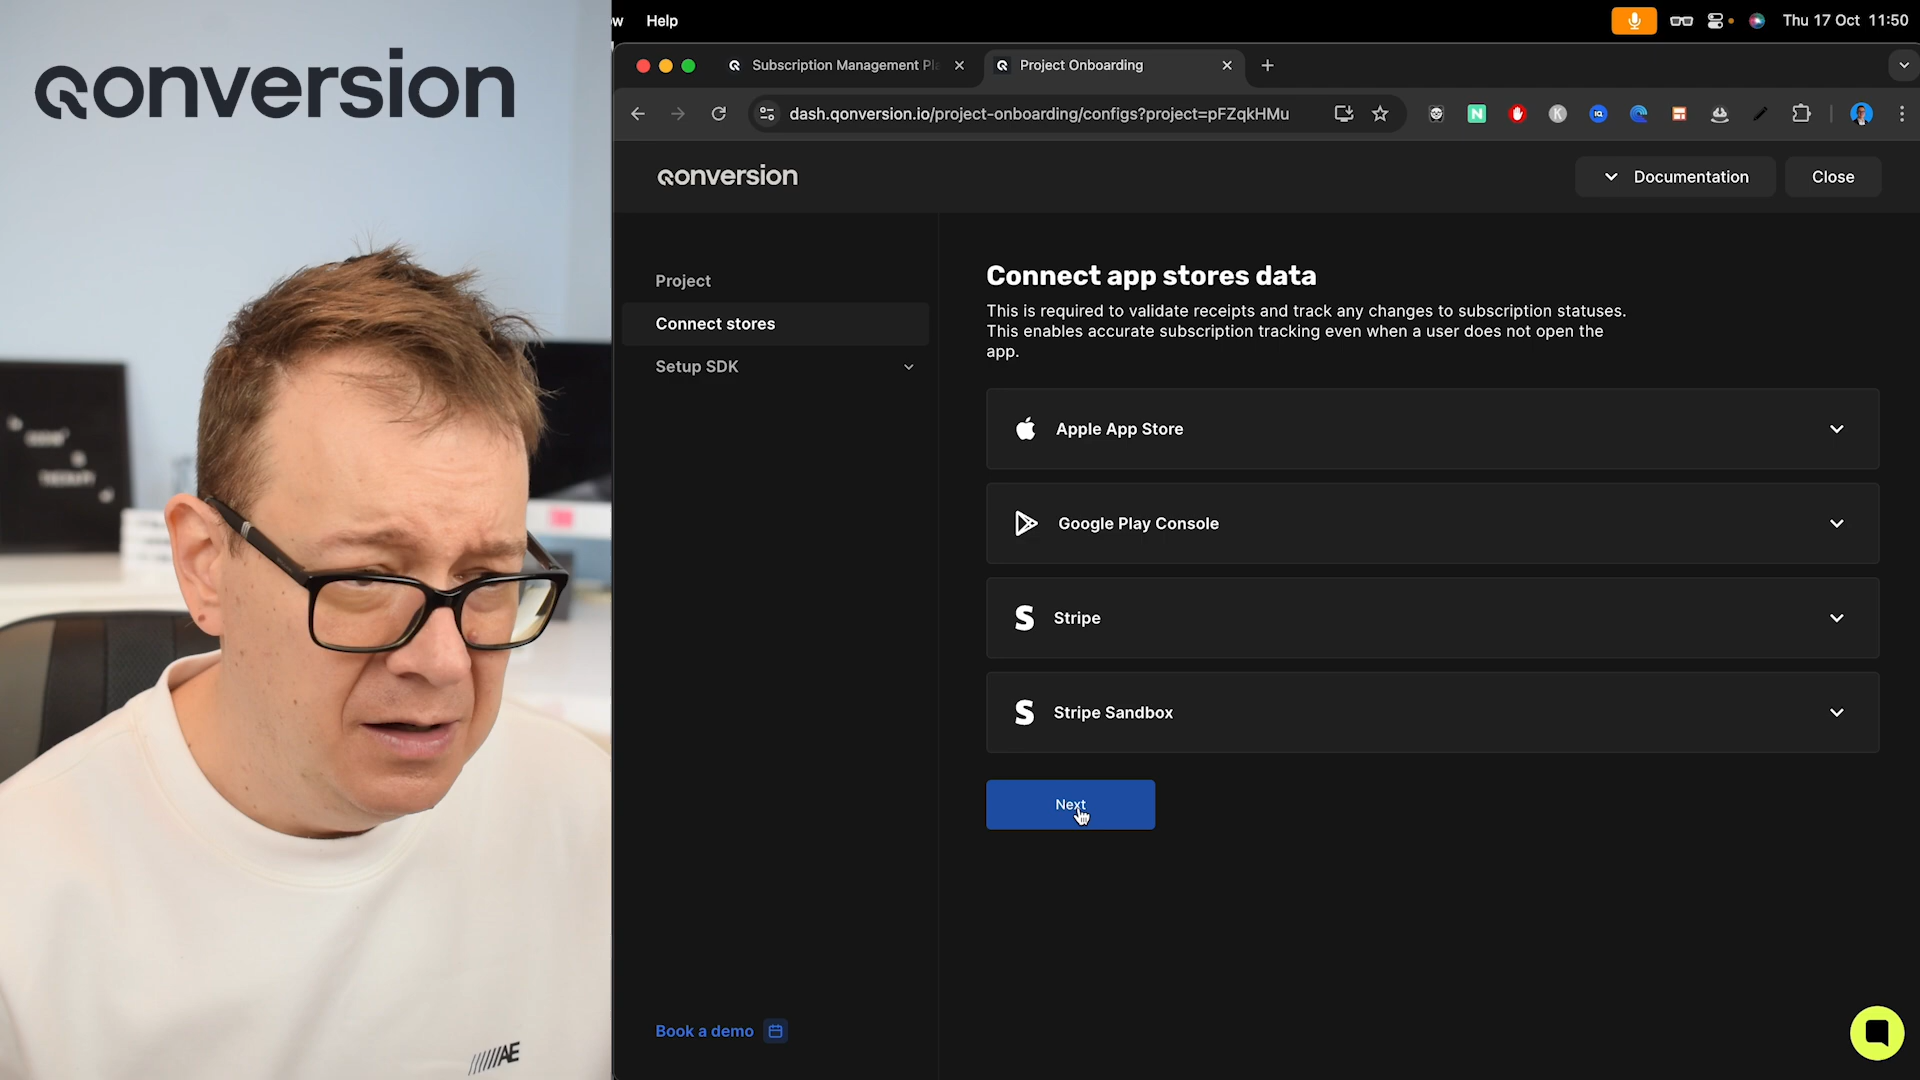 qonversion
Help
Thu 17 Oct 11:50
Subscription Management Pl
Project Onboarding
dash.qonversion.io/project-onboarding/configs?project=pFZqkHMu
qonversion
Documentation
Close
Project
Connect stores
Setup SDK
Connect app stores data
This is required to validate receipts and track any changes to subscription statuses.
This enables accurate subscription tracking even when a user does not open the
app.
Apple App Store
Google Play Console
Stripe
Stripe Sandbox
Next
Book a demo
AE